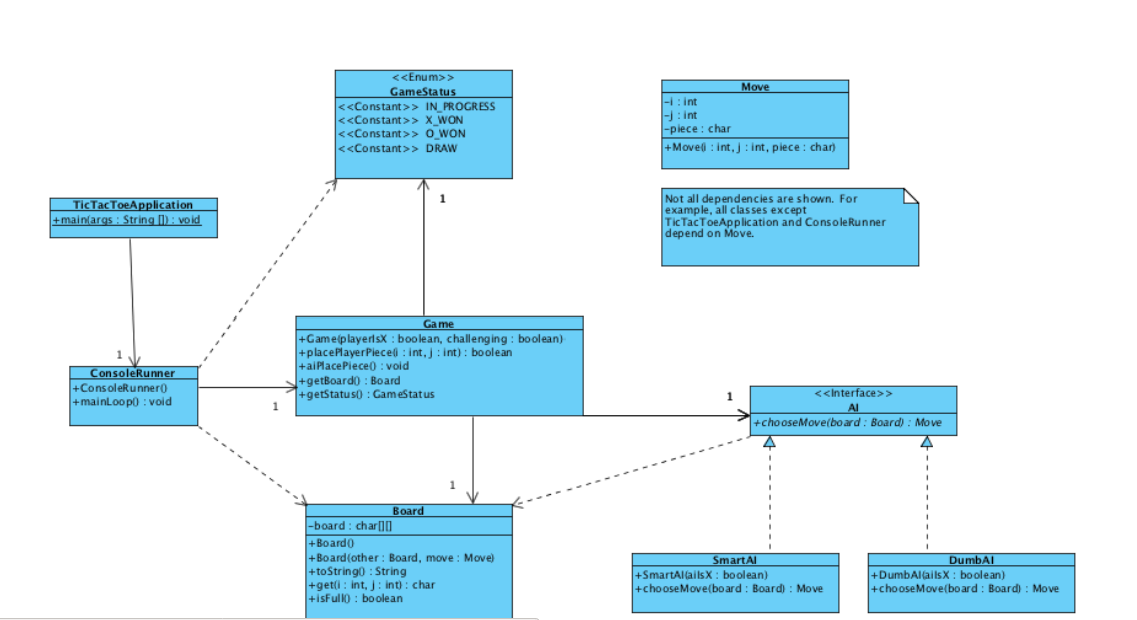 <<Enum>>
GameStatus
<<Constant>> IN_PROGRESS
<<Constant>> X_WON
<<Constant>> O_WON
<<Constant>> DRAW
Move
-i : int
-j : int
-piece : char
+Move(i : int, j : int, piece : char)
Not all dependencies are shown. For
example, all classes except
TicTacToeApplication and ConsoleRunner
depend on Move.
TicTacToeApplication
+main(args : String []) : void
1
1
ConsoleRunner
+ConsoleRunner()
+mainLoop() : void
1
Game
+Game(playerIsX : boolean, challenging : boolean)
+placePlayerPiece(i : int, j : int) : boolean
+aiPlacePiece() : void
+getBoard() : Board
+getStatus() : GameStatus
1
<<Interface>>
AI
+chooseMove(board : Board) : Move
1
Board
-board : char[][]
+Board()
+Board(other : Board, move : Move)
+toString() : String
+get(i : int, j : int) : char
+isFull() : boolean
SmartAI
+SmartAI(aiIsX : boolean)
+chooseMove(board : Board) : Move
DumbAI
+DumbAI(aiIsX : boolean)
+chooseMove(board : Board) : Move